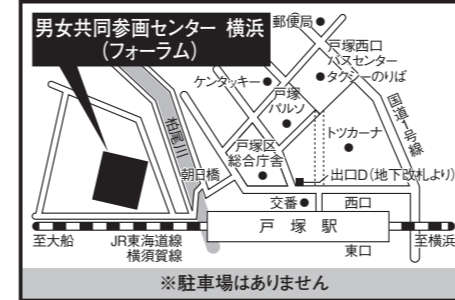 男女共同参画センター 横浜
(フォーラム)
郵便局
戸塚西口
バスセンター
タクシーのりば
ケンタッキー
戸塚
パルソ
国道1号線
柏尾川
トツカーナ
戸塚区
総合庁舎
朝日橋
出口D(地下改札より)
交番
西口
戸塚駅
至大船
JR東海道線
横須賀線
東口
至横浜
※駐車場はありません